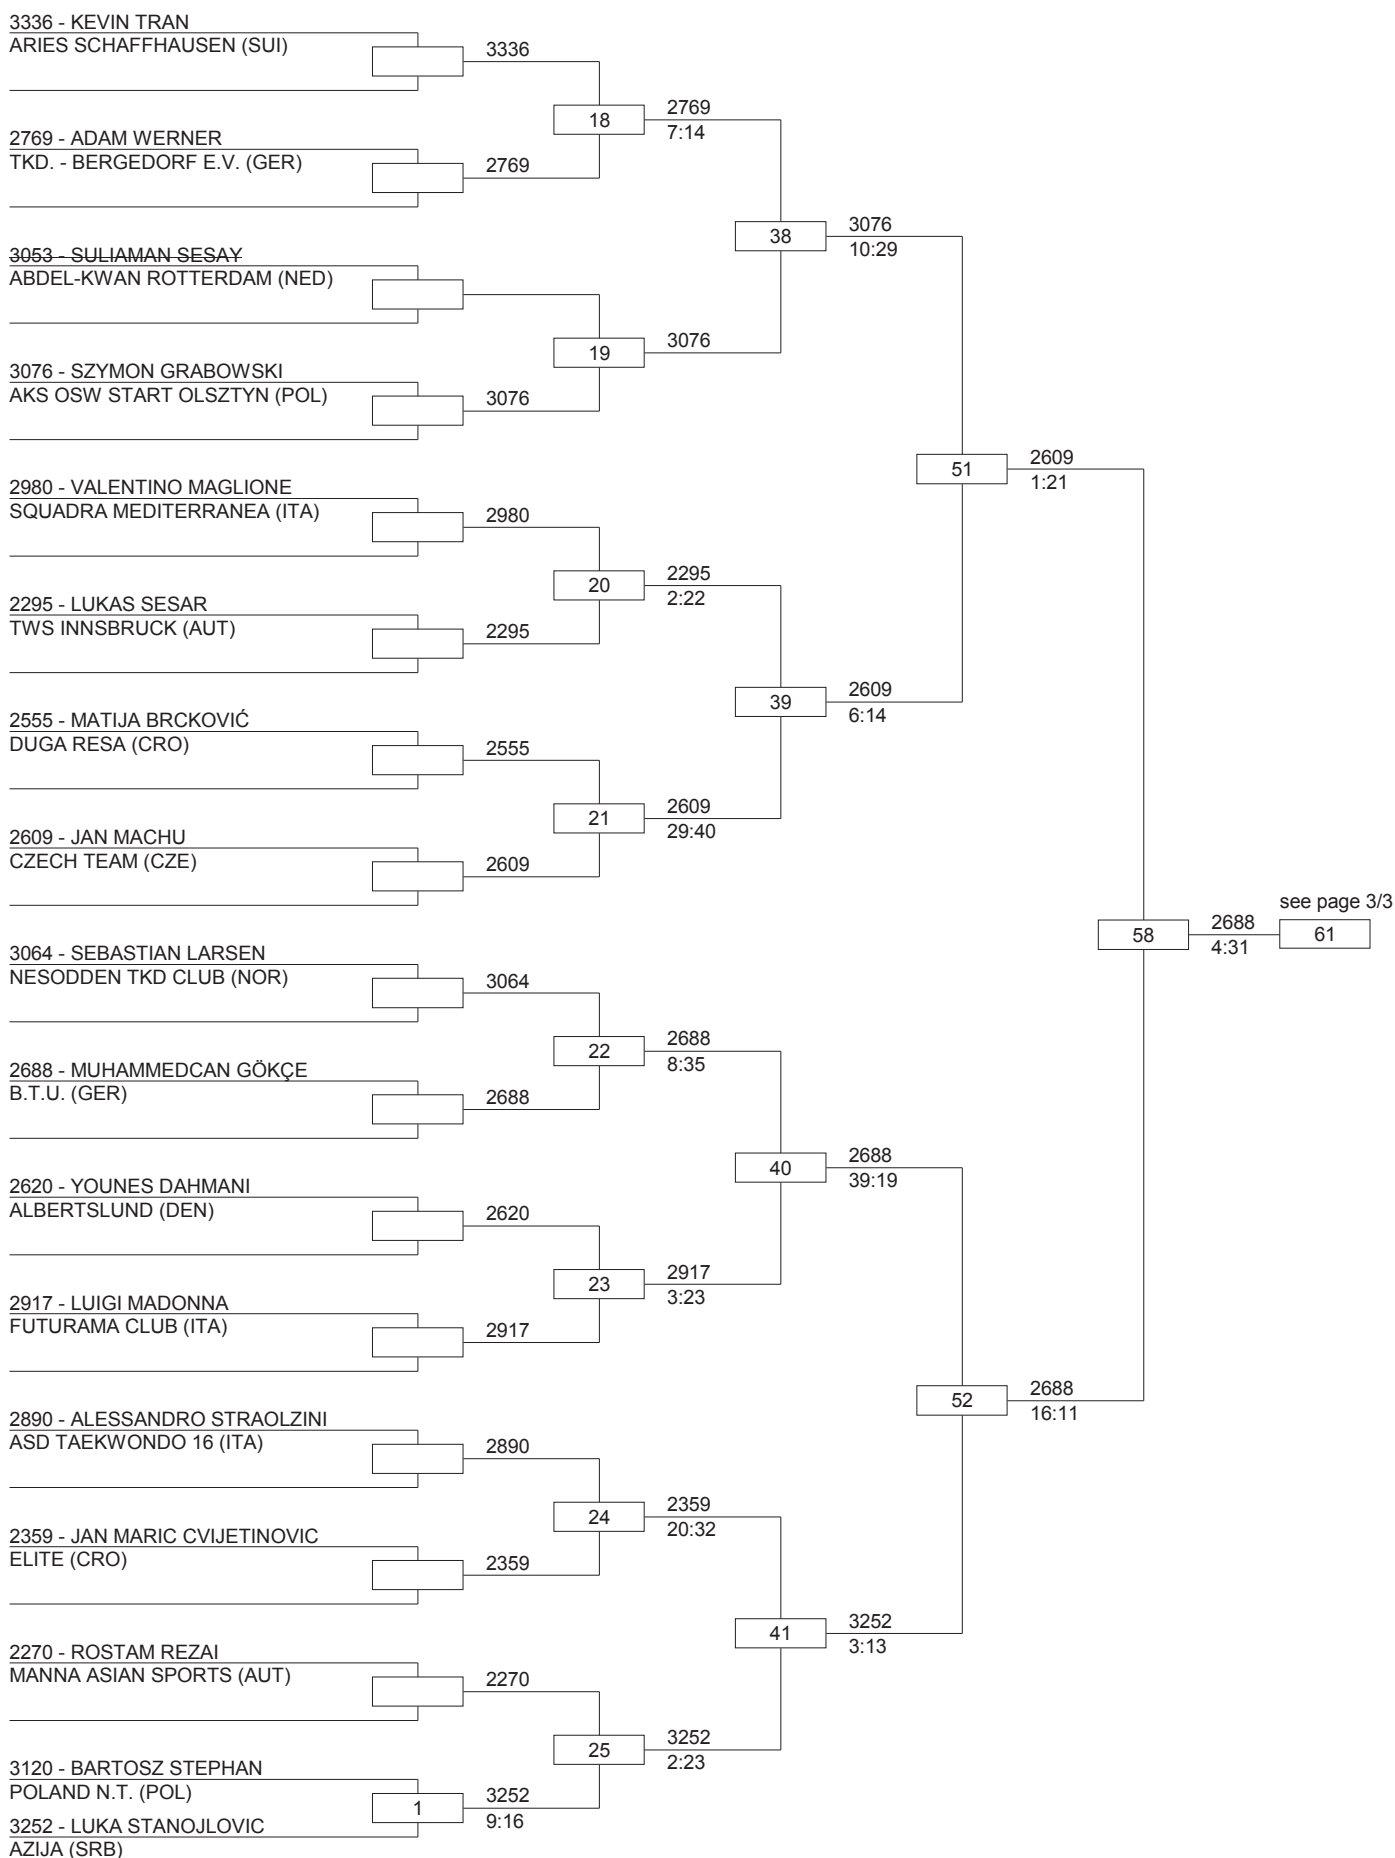 3336 - KEVIN TRAN
ARIES SCHAFFHAUSEN (SUI)
3336
18
2769
7:14
2769 - ADAM WERNER
TKD. - BERGEDORF E.V. (GER)
2769
38
3076
10:29
3053 - SULIAMAN SESAY
ABDEL-KWAN ROTTERDAM (NED)
19
3076
3076 - SZYMON GRABOWSKI
AKS OSW START OLSZTYN (POL)
3076
51
2609
1:21
2980 - VALENTINO MAGLIONE
SQUADRA MEDITERRANEA (ITA)
2980
20
2295
2:22
2295 - LUKAS SESAR
TWS INNSBRUCK (AUT)
2295
39
2609
6:14
2555 - MATIJA BRCKOVIĆ
DUGA RESA (CRO)
2555
21
2609
29:40
2609 - JAN MACHU
CZECH TEAM (CZE)
2609
see page 3/3
58
2688
4:31
61
3064 - SEBASTIAN LARSEN
NESODDEN TKD CLUB (NOR)
3064
22
2688
8:35
2688 - MUHAMMEDCAN GÖKÇE
B.T.U. (GER)
2688
40
2688
39:19
2620 - YOUNES DAHMANI
ALBERTSLUND (DEN)
2620
23
2917
3:23
2917 - LUIGI MADONNA
FUTURAMA CLUB (ITA)
2917
52
2688
16:11
2890 - ALESSANDRO STRAOLZINI
ASD TAEKWONDO 16 (ITA)
2890
24
2359
20:32
2359 - JAN MARIC CVIJETINOVIC
ELITE (CRO)
2359
41
3252
3:13
2270 - ROSTAM REZAI
MANNA ASIAN SPORTS (AUT)
2270
25
3252
2:23
3120 - BARTOSZ STEPHAN
POLAND N.T. (POL)
1
3252
9:16
3252 - LUKA STANOJLOVIC
AZIJA (SRB)